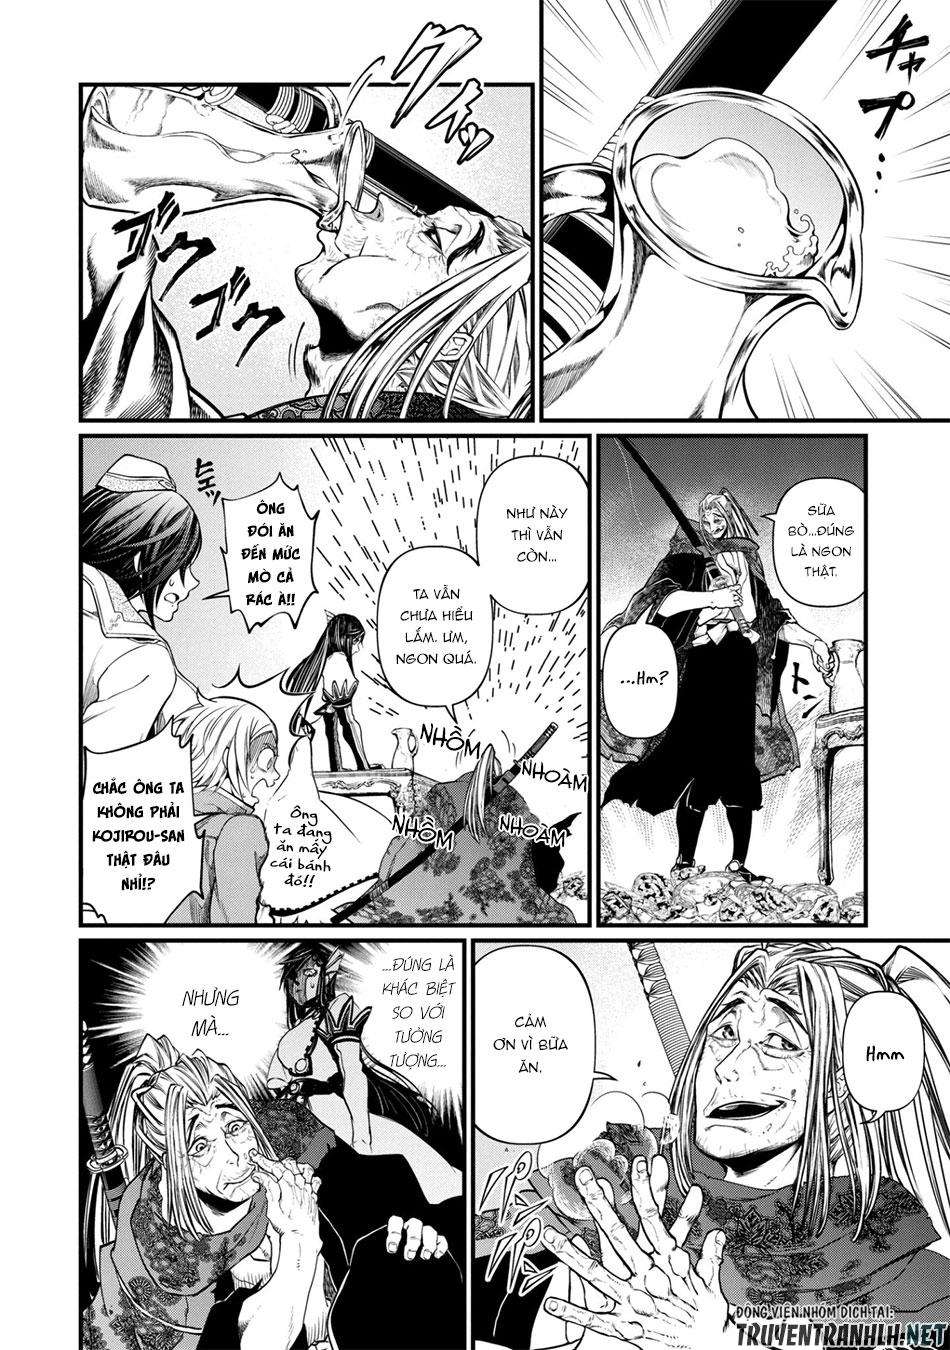 チャプ
クイッ
ゴクゴク
SỮA
BÒ...ĐÚNG
LÀ NGON
THẬT.
...Hm?
トン
NHƯ NÀY
THÌ VẪN
CÒN...
TA VẪN
CHƯA HIỂU
LẮM. ƯM,
NGON QUÁ.
NHỒM
NHOÀM
NHỒM
NHOÀM
ÔNG
ĐÓI ĂN
ĐẾN MỨC
MÒ CẢ
RÁC À!!
Ông
ta đang
ăn mấy
cái bánh
đó!!
CHẮC ÔNG TA
KHÔNG PHẢI
KOJIROU-SAN
THẬT ĐÂU
NHỈ!?
Hmm
CẢM
ƠN VÌ BỮA
ĂN.
...ĐÚNG LÀ
KHÁC BIỆT
SO VỚI
TƯỞNG
TƯỢNG...
NHƯNG
MÀ...
ĐỘNG VIÊN NHÓM DỊCH TẠI:
TRUYENTRANHLH.NET